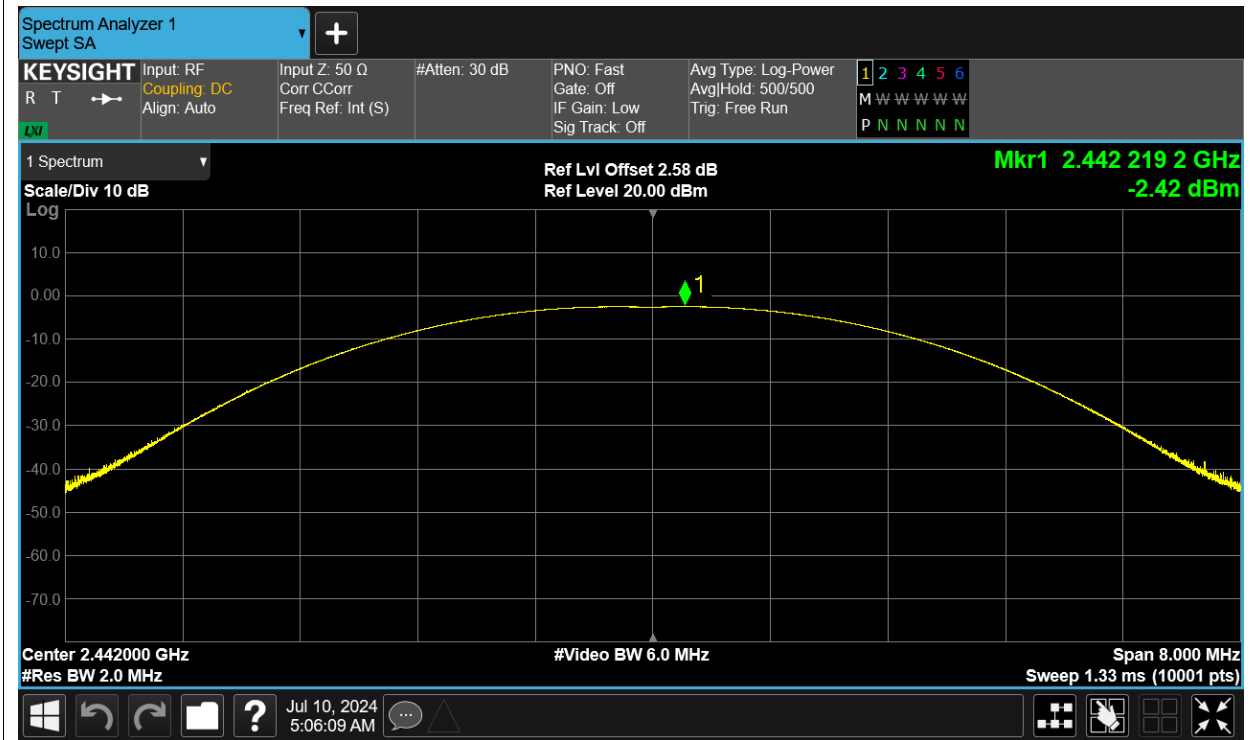 Spectrum Analyzer 1
Swept SA
KEYSIGHT
R T
LXI
Input: RF
Coupling: DC
Align: Auto
Input Z: 50 Ω
Corr CCorr
Freq Ref: Int (S)
#Atten: 30 dB
PNO: Fast
Gate: Off
IF Gain: Low
Sig Track: Off
Avg Type: Log-Power
Avg|Hold: 500/500
Trig: Free Run
1 2 3 4 5 6
M W W W W W
P N N N N N
1 Spectrum
Scale/Div 10 dB
Log
Ref Lvl Offset 2.58 dB
Ref Level 20.00 dBm
Mkr1 2.442 219 2 GHz
-2.42 dBm
10.0
0.00
-10.0
-20.0
-30.0
-40.0
-50.0
-60.0
-70.0
1
Center 2.442000 GHz
#Res BW 2.0 MHz
#Video BW 6.0 MHz
Span 8.000 MHz
Sweep 1.33 ms (10001 pts)
?
Jul 10, 2024
5:06:09 AM